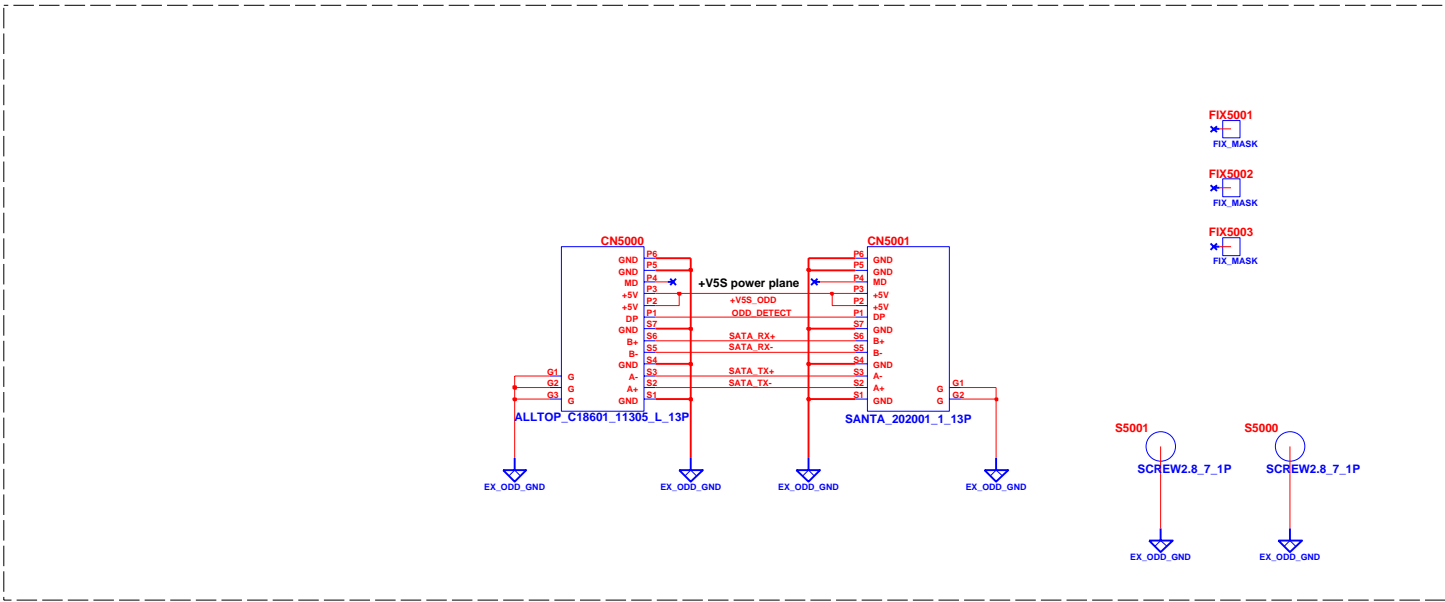 FIX5001
FIX_MASK
FIX5002
FIX_MASK
FIX5003
FIX_MASK
CN5000
GND P6
GND P5
MD P4
+5V P3
+5V P2
DP P1
GND S7
B+ S6
B- S5
GND S4
A- S3
A+ S2
GND S1
G1 G
G2 G
G3 G
ALLTOP_C18601_11305_L_13P
+V5S power plane
+V5S_ODD
ODD_DETECT
SATA_RX+
SATA_RX-
SATA_TX+
SATA_TX-
CN5001
P6 GND
P5 GND
P4 MD
P3 +5V
P2 +5V
P1 DP
S7 GND
S6 B+
S5 B-
S4 GND
S3 A-
S2 A+
S1 GND
G G1
G G2
SANTA_202001_1_13P
EX_ODD_GND
EX_ODD_GND
EX_ODD_GND
EX_ODD_GND
S5001
SCREW2.8_7_1P
EX_ODD_GND
S5000
SCREW2.8_7_1P
EX_ODD_GND